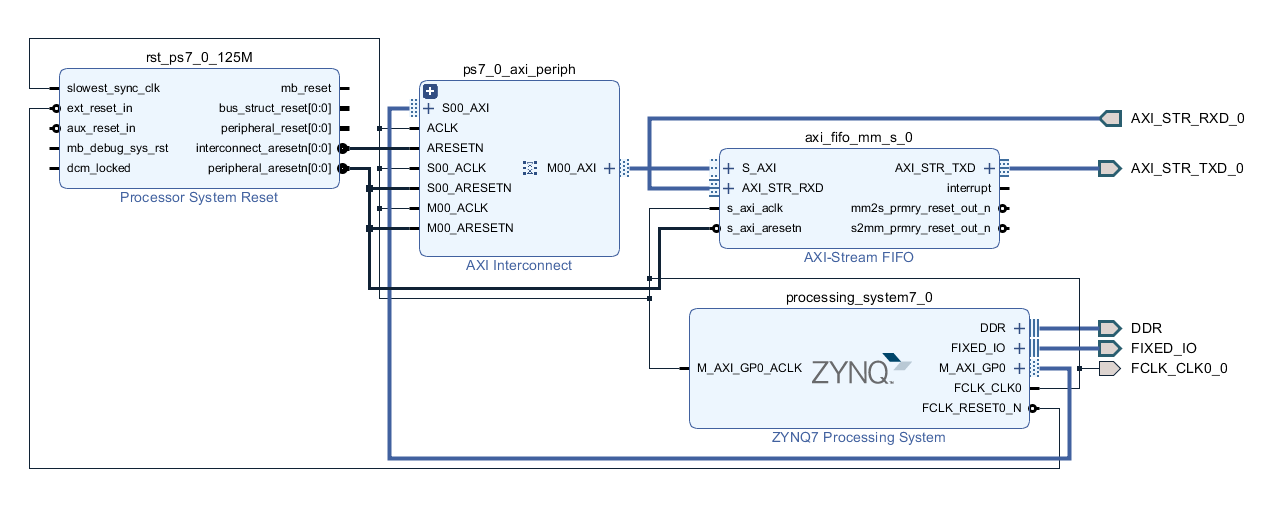 rst_ps7_0_125M
slowest_sync_clk
ext_reset_in
aux_reset_in
mb_debug_sys_rst
dcm_locked
mb_reset
bus_struct_reset[0:0]
peripheral_reset[0:0]
interconnect_aresetn[0:0]
peripheral_aresetn[0:0]
Processor System Reset
ps7_0_axi_periph
S00_AXI
ACLK
ARESETN
S00_ACLK
S00_ARESETN
M00_ACLK
M00_ARESETN
M00_AXI
AXI Interconnect
axi_fifo_mm_s_0
S_AXI
AXI_STR_RXD
s_axi_aclk
s_axi_aresetn
AXI_STR_TXD
interrupt
mm2s_prmry_reset_out_n
s2mm_prmry_reset_out_n
AXI-Stream FIFO
AXI_STR_RXD_0
AXI_STR_TXD_0
processing_system7_0
M_AXI_GP0_ACLK
ZYNQ
DDR
FIXED_IO
M_AXI_GP0
FCLK_CLK0
FCLK_RESET0_N
ZYNQ7 Processing System
DDR
FIXED_IO
FCLK_CLK0_0